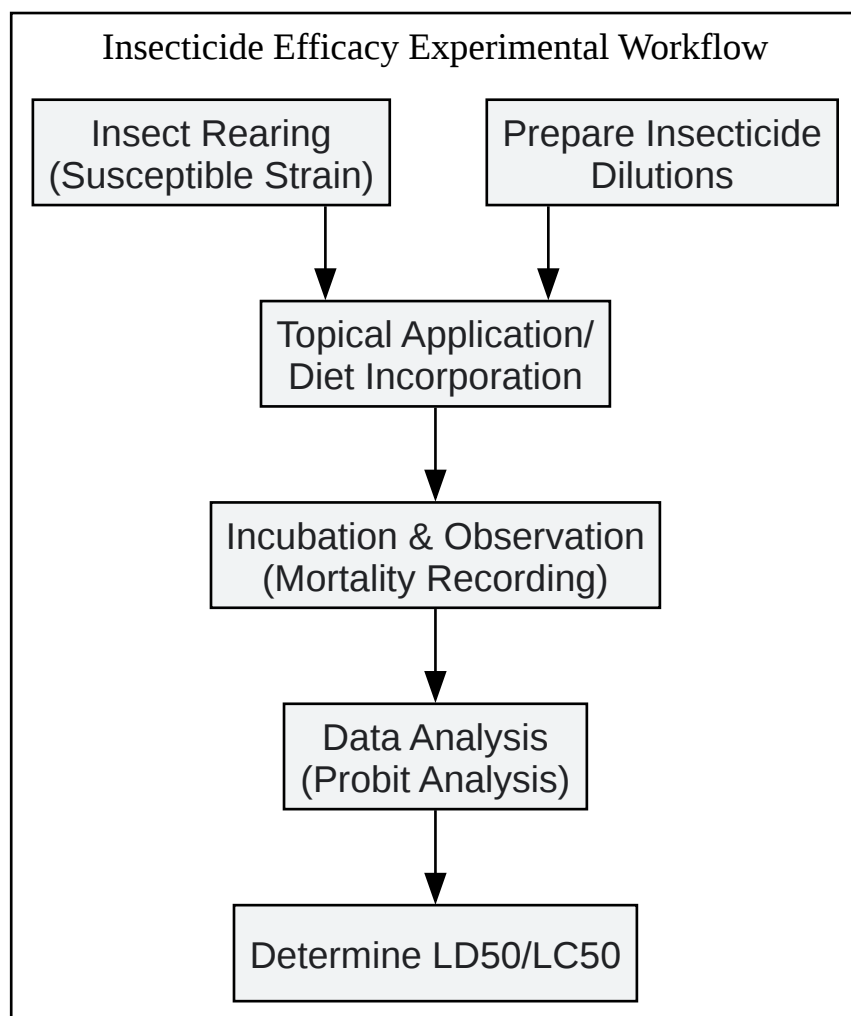 Insecticide Efficacy Experimental Workflow
Insect Rearing
(Susceptible Strain)
Prepare Insecticide
Dilutions
Topical Application/
Diet Incorporation
Incubation & Observation
(Mortality Recording)
Data Analysis
(Probit Analysis)
Determine LD50/LC50